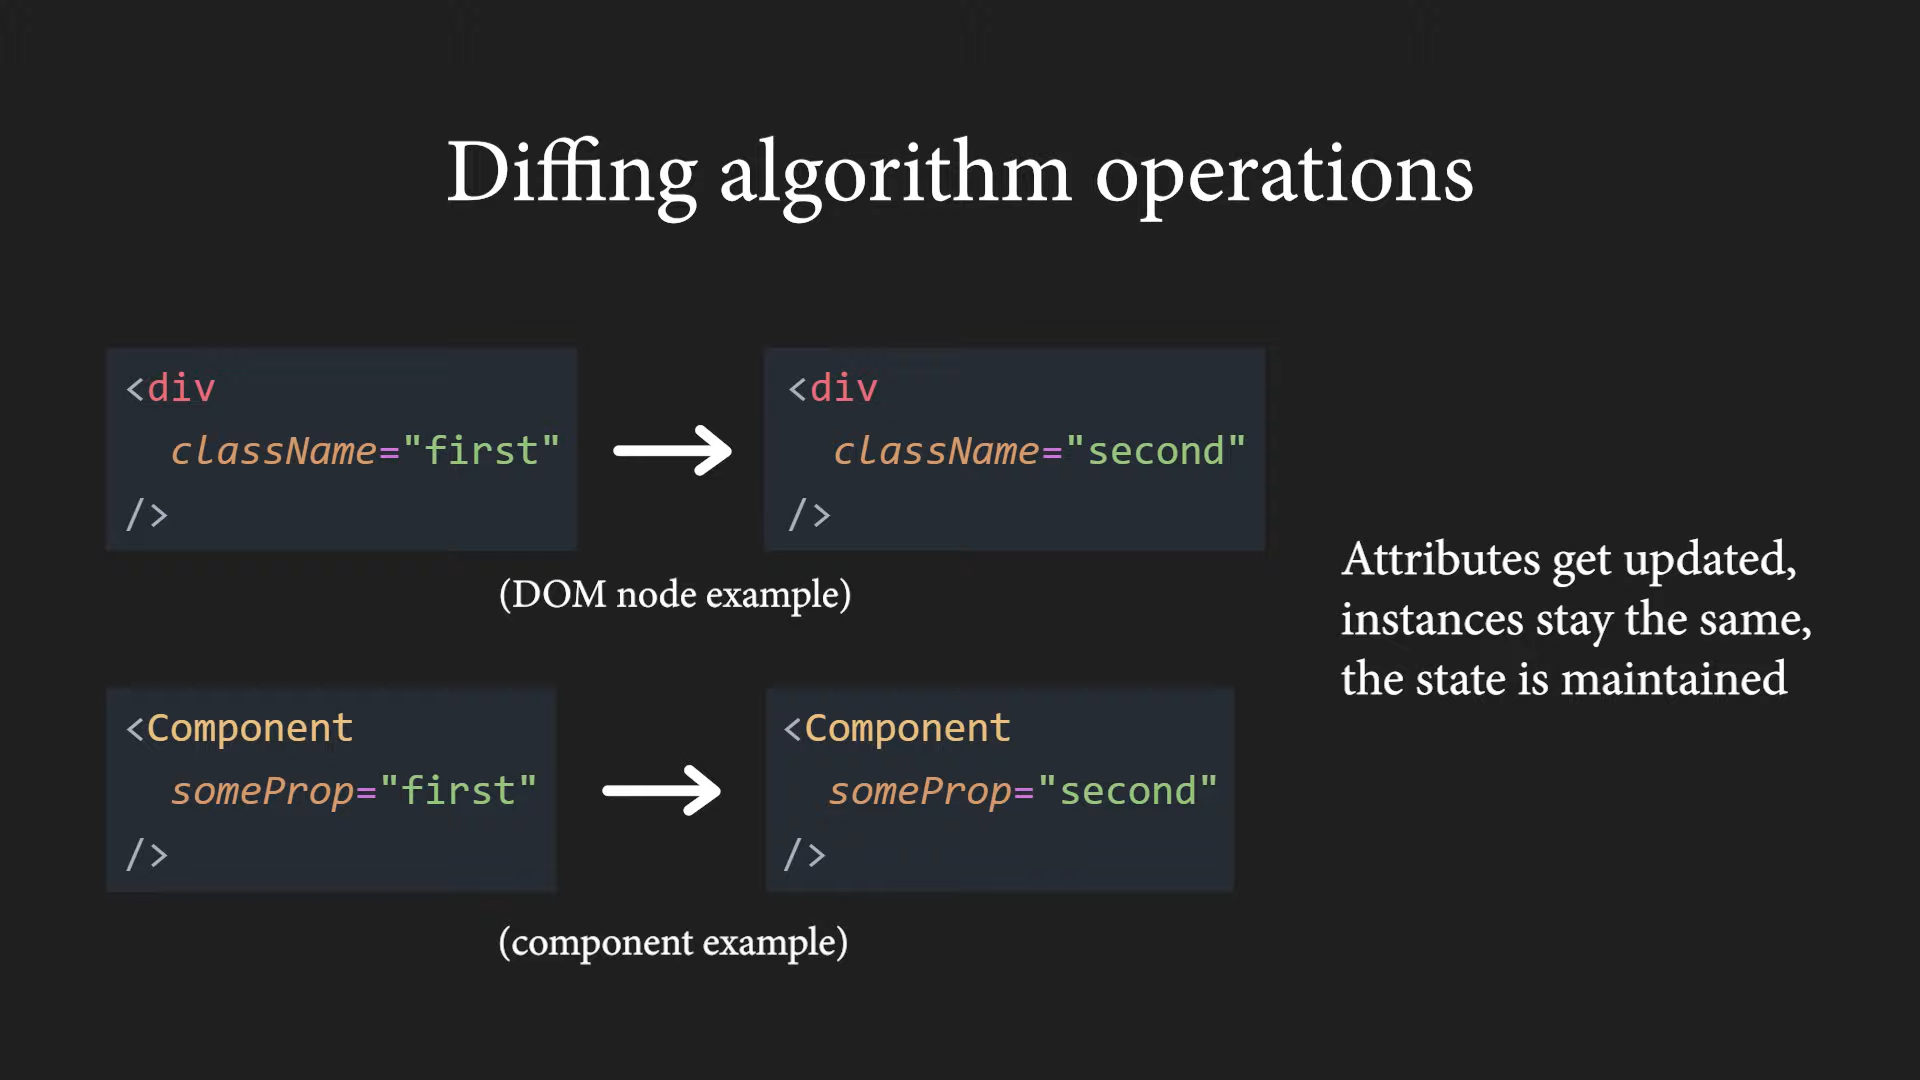 Diffing algorithm operations
<div
className="first"
/>
<div
className="second"
/>
(DOM node example)
<Component
someProp="first"
/>
<Component
someProp="second"
/>
(component example)
Attributes get updated,
instances stay the same,
the state is maintained